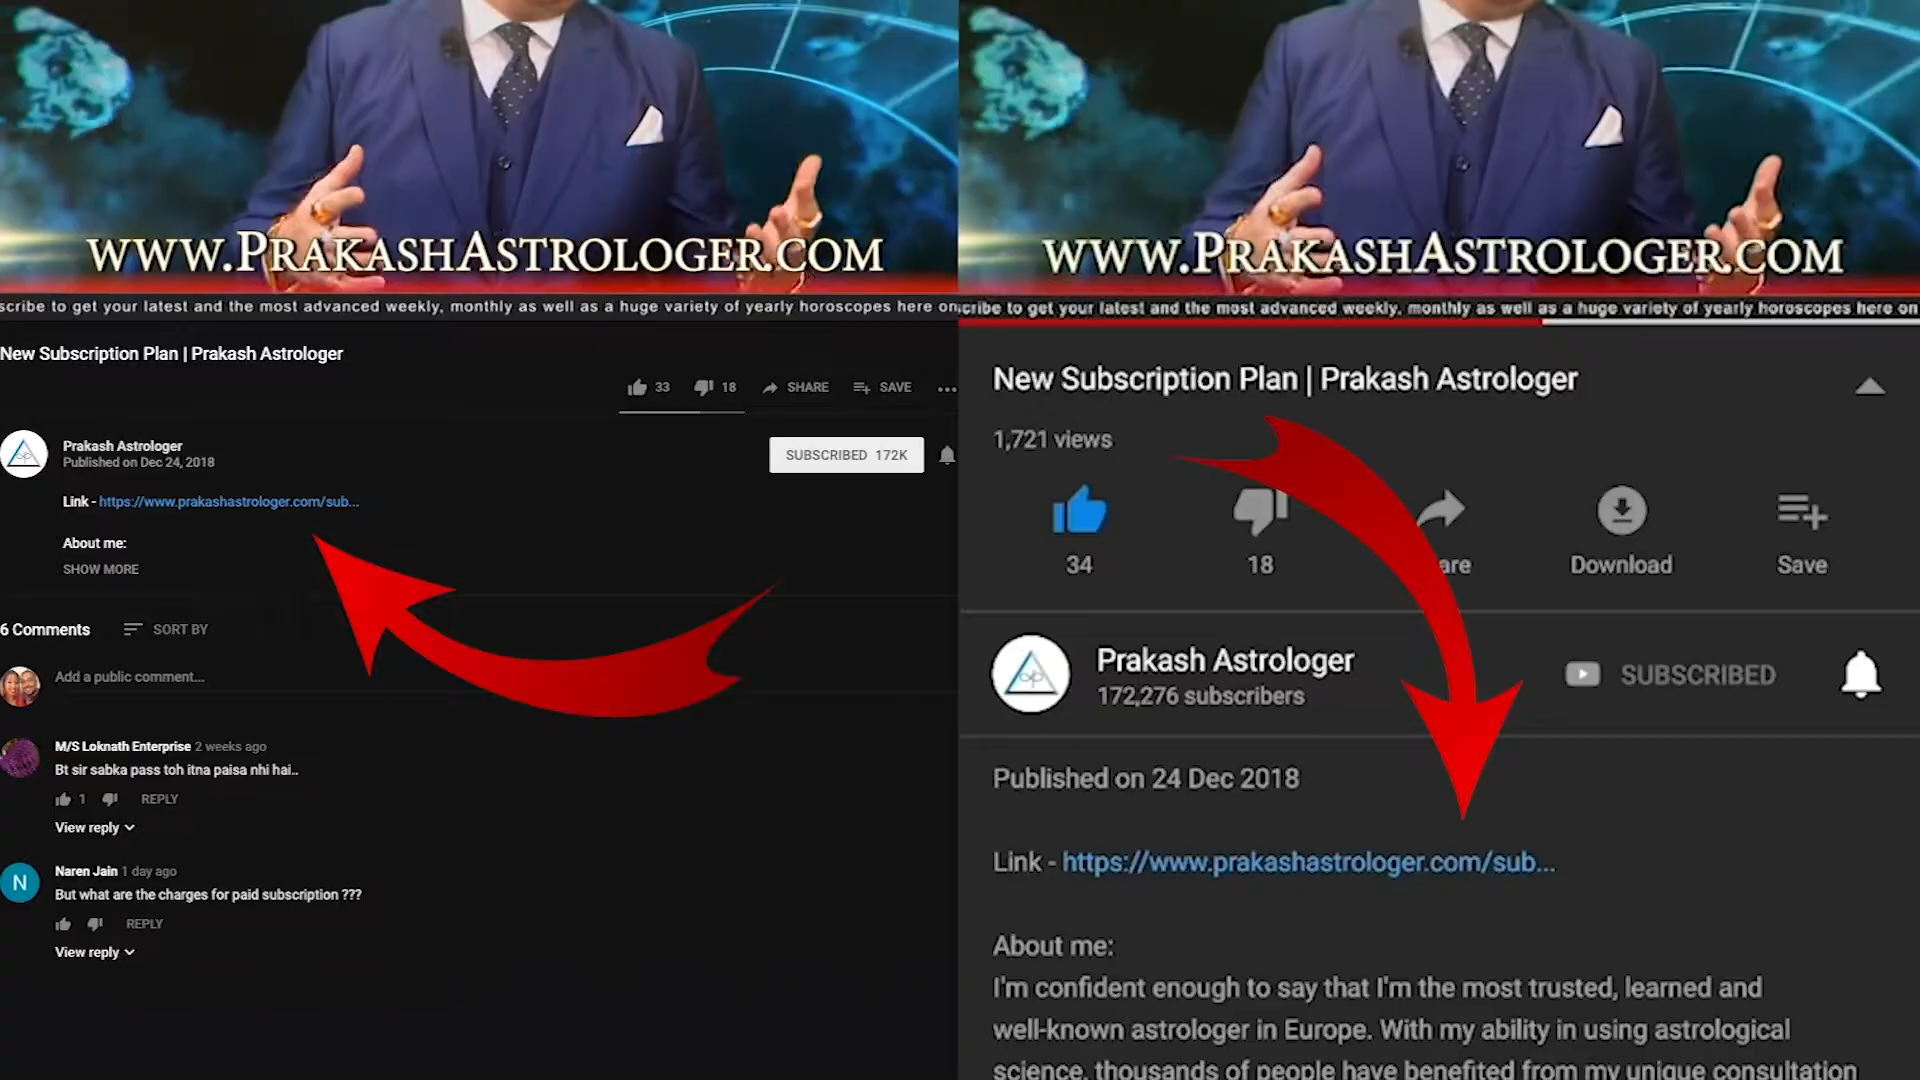 WWW.PRAKASHASTROLOGER.COM
scribe to get your latest and the most advanced weekly, monthly as well as a huge variety of yearly horoscopes here on
New Subscription Plan | Prakash Astrologer
33 18 SHARE SAVE
Prakash Astrologer
Published on Dec 24, 2018
SUBSCRIBED 172K
Link - https://www.prakashastrologer.com/sub...
About me:
SHOW MORE
6 Comments SORT BY
Add a public comment...
M/S Loknath Enterprise 2 weeks ago
Bt sir sabka pass toh itna paisa nhi hai..
1 REPLY
View reply
N
Naren Jain 1 day ago
But what are the charges for paid subscription ???
REPLY
View reply
WWW.PRAKASHASTROLOGER.COM
cribe to get your latest and the most advanced weekly, monthly as well as a huge variety of yearly horoscopes here on
New Subscription Plan | Prakash Astrologer
1,721 views
34 18 are Download Save
Prakash Astrologer
172,276 subscribers
SUBSCRIBED
Published on 24 Dec 2018
Link - https://www.prakashastrologer.com/sub...
About me:
I'm confident enough to say that I'm the most trusted, learned and
well-known astrologer in Europe. With my ability in using astrological
science, thousands of people have benefited from my unique consultation